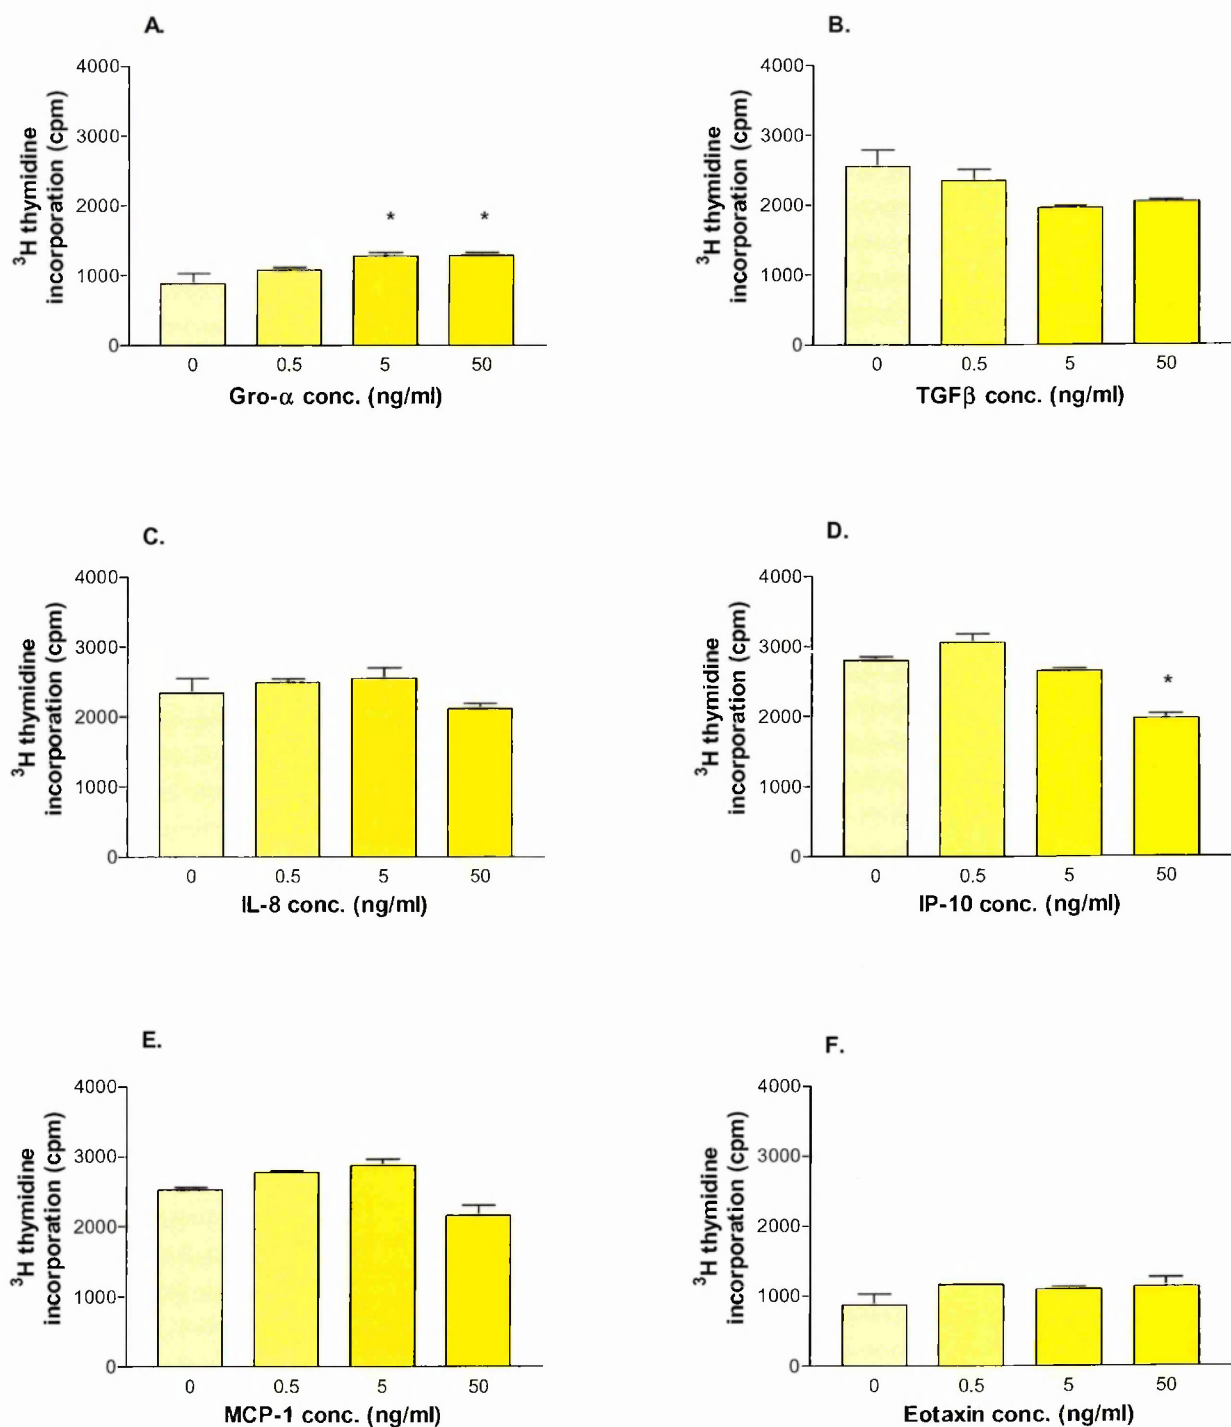 A.
4000
3000
2000
1000
0
³H thymidine
incorporation (cpm)
* *
0 0.5 5 50
Gro-α conc. (ng/ml)
B.
4000
3000
2000
1000
0
³H thymidine
incorporation (cpm)
0 0.5 5 50
TGFβ conc. (ng/ml)
C.
4000
3000
2000
1000
0
³H thymidine
incorporation (cpm)
0 0.5 5 50
IL-8 conc. (ng/ml)
D.
4000
3000
2000
1000
0
³H thymidine
incorporation (cpm)
*
0 0.5 5 50
IP-10 conc. (ng/ml)
E.
4000
3000
2000
1000
0
³H thymidine
incorporation (cpm)
0 0.5 5 50
MCP-1 conc. (ng/ml)
F.
4000
3000
2000
1000
0
³H thymidine
incorporation (cpm)
0 0.5 5 50
Eotaxin conc. (ng/ml)